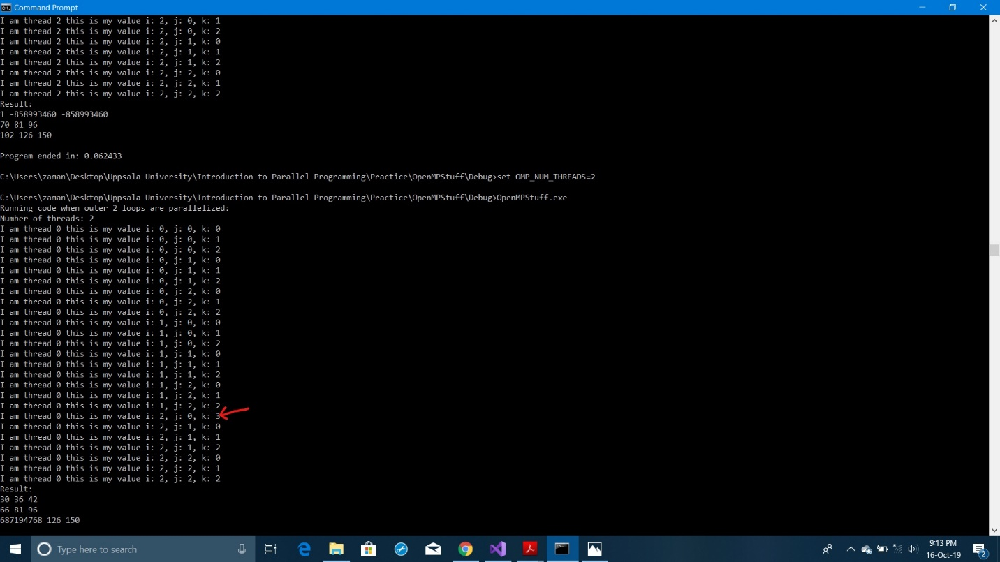 Command Prompt
I am thread 2 this is my value i: 2, j: 0, k: 1
I am thread 2 this is my value i: 2, j: 0, k: 2
I am thread 2 this is my value i: 2, j: 1, k: 0
I am thread 2 this is my value i: 2, j: 1, k: 1
I am thread 2 this is my value i: 2, j: 1, k: 2
I am thread 2 this is my value i: 2, j: 2, k: 0
I am thread 2 this is my value i: 2, j: 2, k: 1
I am thread 2 this is my value i: 2, j: 2, k: 2
Result:
1 -858993460 -858993460
70 81 96
102 126 150
Program ended in: 0.062433
C:\Users\zaman\Desktop\Uppsala University\Introduction to Parallel Programming\Practice\OpenMPStuff\Debug>set OMP_NUM_THREADS=2
C:\Users\zaman\Desktop\Uppsala University\Introduction to Parallel Programming\Practice\OpenMPStuff\Debug>OpenMPStuff.exe
Running code when outer 2 loops are parallelized:
Number of threads: 2
I am thread 0 this is my value i: 0, j: 0, k: 0
I am thread 0 this is my value i: 0, j: 0, k: 1
I am thread 0 this is my value i: 0, j: 0, k: 2
I am thread 0 this is my value i: 0, j: 1, k: 0
I am thread 0 this is my value i: 0, j: 1, k: 1
I am thread 0 this is my value i: 0, j: 1, k: 2
I am thread 0 this is my value i: 0, j: 2, k: 0
I am thread 0 this is my value i: 0, j: 2, k: 1
I am thread 0 this is my value i: 0, j: 2, k: 2
I am thread 0 this is my value i: 1, j: 0, k: 0
I am thread 0 this is my value i: 1, j: 0, k: 1
I am thread 0 this is my value i: 1, j: 0, k: 2
I am thread 0 this is my value i: 1, j: 1, k: 0
I am thread 0 this is my value i: 1, j: 1, k: 1
I am thread 0 this is my value i: 1, j: 1, k: 2
I am thread 0 this is my value i: 1, j: 2, k: 0
I am thread 0 this is my value i: 1, j: 2, k: 1
I am thread 0 this is my value i: 1, j: 2, k: 2
I am thread 0 this is my value i: 2, j: 0, k: 3
I am thread 0 this is my value i: 2, j: 1, k: 0
I am thread 0 this is my value i: 2, j: 1, k: 1
I am thread 0 this is my value i: 2, j: 1, k: 2
I am thread 0 this is my value i: 2, j: 2, k: 0
I am thread 0 this is my value i: 2, j: 2, k: 1
I am thread 0 this is my value i: 2, j: 2, k: 2
Result:
30 36 42
66 81 96
687194768 126 150
Type here to search
9:13 PM
16-Oct-19
2